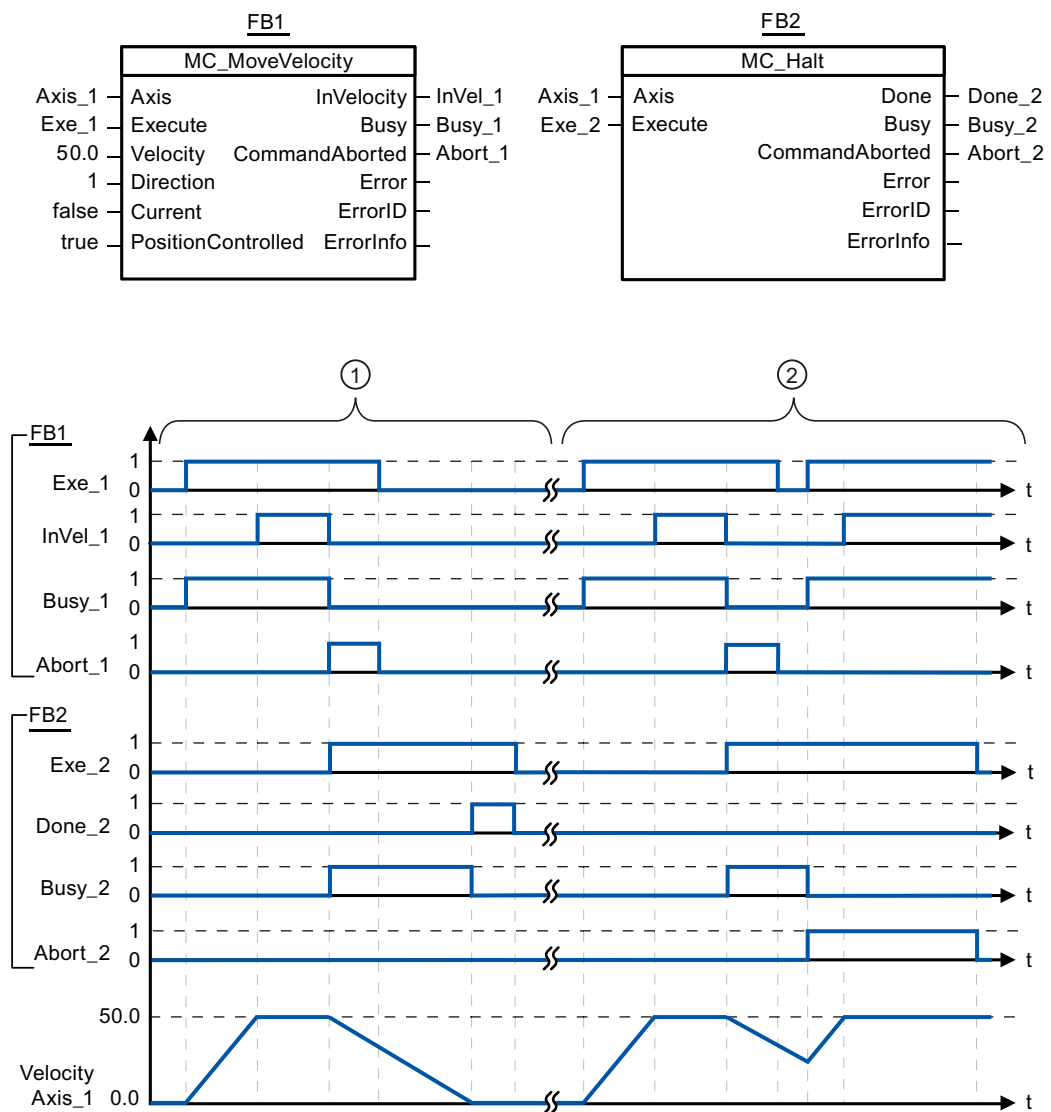 FB1
MC_MoveVelocity
Axis_1 Axis InVelocity InVel_1
Exe_1 Execute Busy Busy_1
50.0 Velocity CommandAborted Abort_1
1 Direction Error
false Current ErrorID
true PositionControlled ErrorInfo
FB2
MC_Halt
Axis_1 Axis Done Done_2
Exe_2 Execute Busy Busy_2
CommandAborted Abort_2
Error
ErrorID
ErrorInfo
1 2
FB1
1
Exe_1 0 t
1
InVel_1 0 t
1
Busy_1 0 t
1
Abort_1 0 t
FB2
1
Exe_2 0 t
1
Done_2 0 t
1
Busy_2 0 t
1
Abort_2 0 t
50.0
Velocity
Axis_1 0.0 t